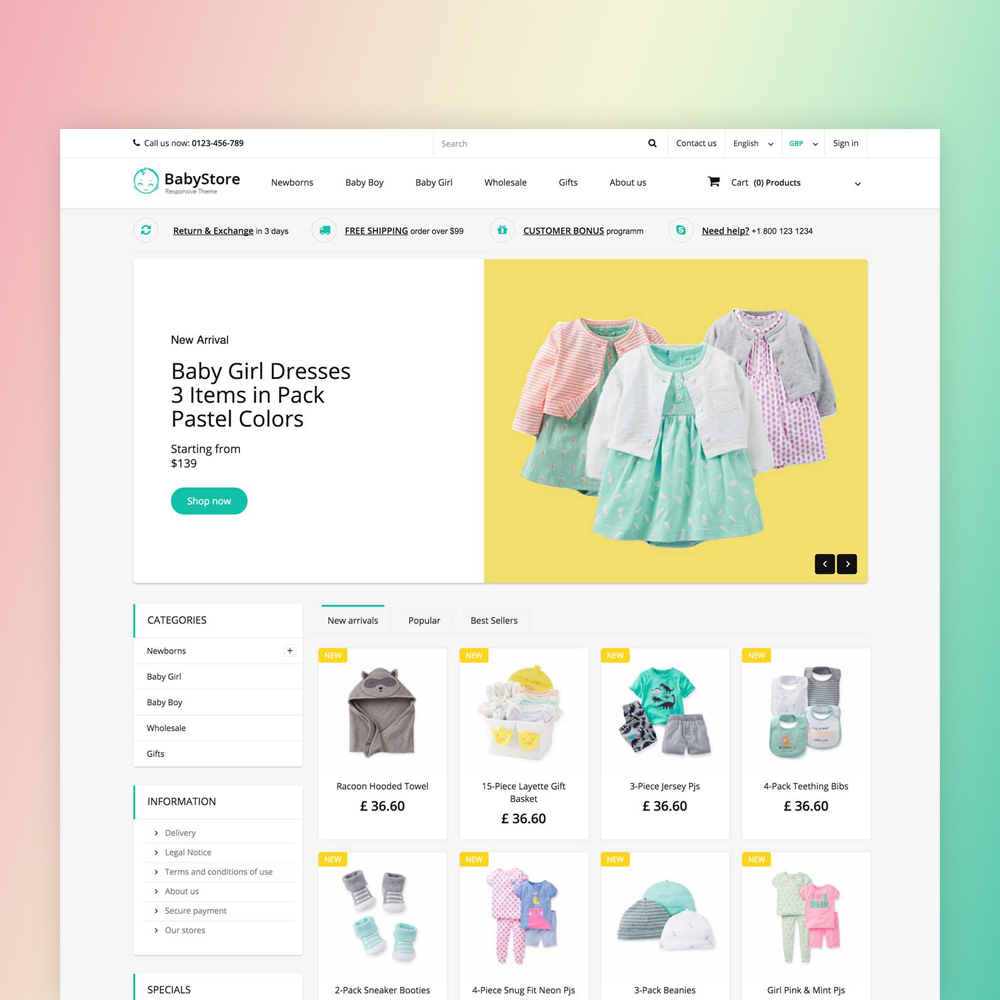 Call us now: 0123-456-789
Search
Contact us
English
GBP
Sign in
BabyStore
Responsive Theme
Newborns
Baby Boy
Baby Girl
Wholesale
Gifts
About us
Cart (0) Products
Return & Exchange in 3 days
FREE SHIPPING order over $99
CUSTOMER BONUS programm
Need help? +1 800 123 1234
New Arrival
Baby Girl Dresses
3 Items in Pack
Pastel Colors
Starting from
$139
Shop now
CATEGORIES
Newborns
+
Baby Girl
Baby Boy
Wholesale
Gifts
INFORMATION
Delivery
Legal Notice
Terms and conditions of use
About us
Secure payment
Our stores
SPECIALS
New arrivals
Popular
Best Sellers
NEW
Racoon Hooded Towel
£ 36.60
NEW
15-Piece Layette Gift
Basket
£ 36.60
NEW
3-Piece Jersey Pjs
£ 36.60
NEW
4-Pack Teething Bibs
£ 36.60
NEW
2-Pack Sneaker Booties
NEW
4-Piece Snug Fit Neon Pjs
NEW
3-Pack Beanies
NEW
Girl Pink & Mint Pjs